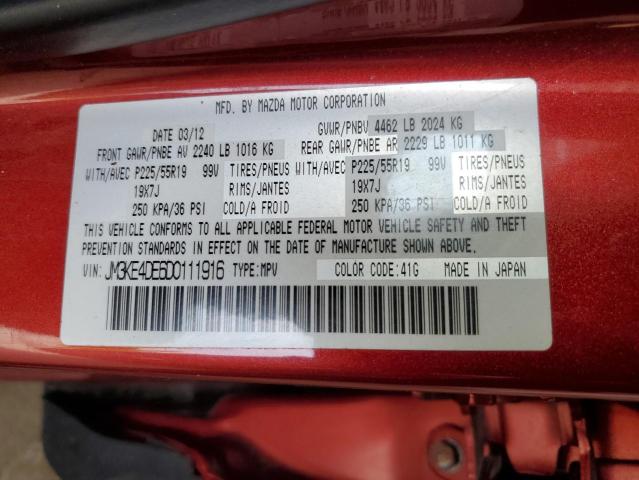 MFD. BY MAZDA MOTOR CORPORATION
DATE 03/12 GVWR/PNBV 4462 LB 2024 KG
FRONT GAWR/PNBE AV 2240 LB 1016 KG REAR GAWR/PNBE AR 2229 LB 1011 KG
WITH/AVEC P225/55R19 99V TIRES/PNEUS WITH/AVEC P225/55R19 99V TIRES/PNEUS
19X7J RIMS/JANTES 19X7J RIMS/JANTES
250 KPA/36 PSI COLD/A FROID 250 KPA/36 PSI COLD/A FROID
THIS VEHICLE CONFORMS TO ALL APPLICABLE FEDERAL MOTOR VEHICLE SAFETY AND THEFT
PREVENTION STANDARDS IN EFFECT ON THE DATE OF MANUFACTURE SHOWN ABOVE.
VIN: JM3KE4DE6D0111916 TYPE:MPV COLOR CODE:41G MADE IN JAPAN